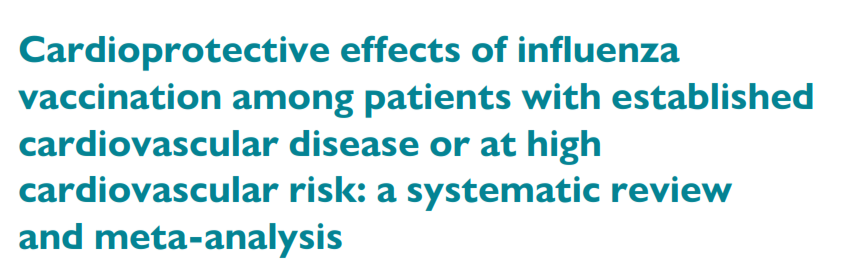 Cardioprotective effects of influenza
vaccination among patients with established
cardiovascular disease or at high
cardiovascular risk: a systematic review
and meta-analysis